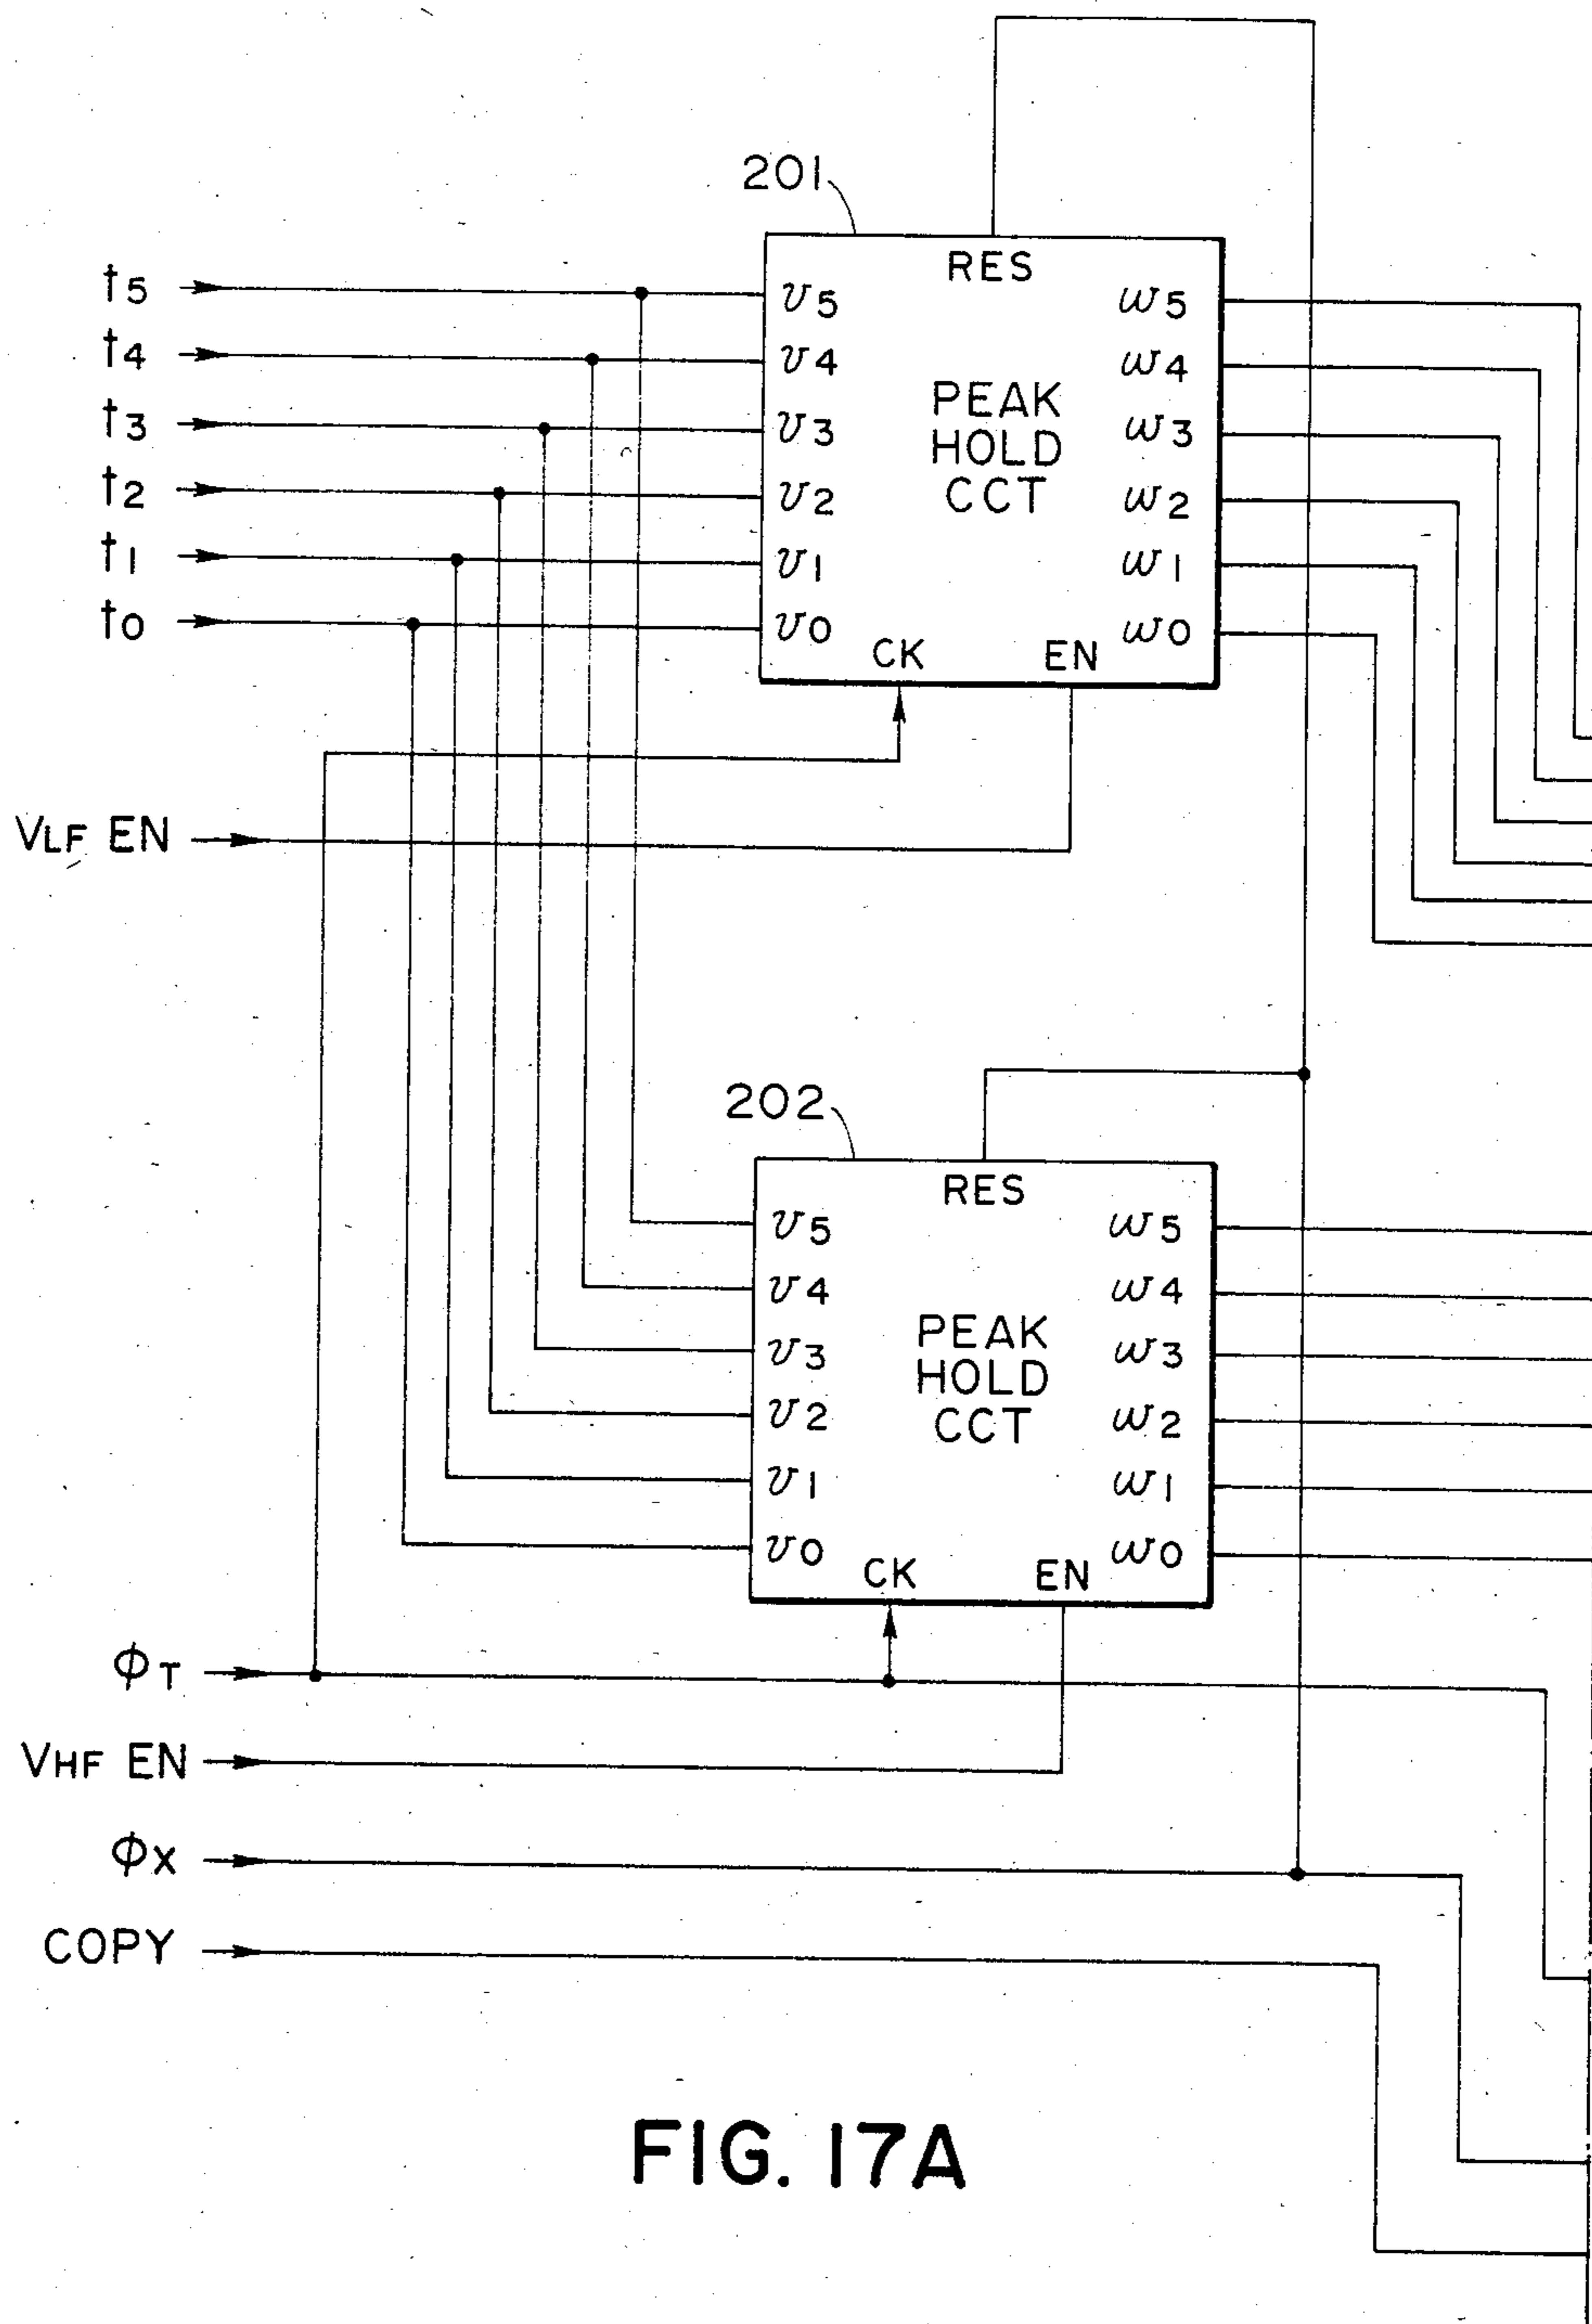 201
RES
t5
v5
w5
t4
v4
w4
PEAK
HOLD
CCT
t3
v3
w3
t2
v2
w2
t1
v1
w1
t0
v0
w0
CK
EN
VLF EN
202
RES
v5
w5
v4
w4
PEAK
HOLD
CCT
v3
w3
v2
w2
v1
w1
v0
w0
CK
EN
ΦT
VHF EN
ΦX
COPY
FIG. 17A